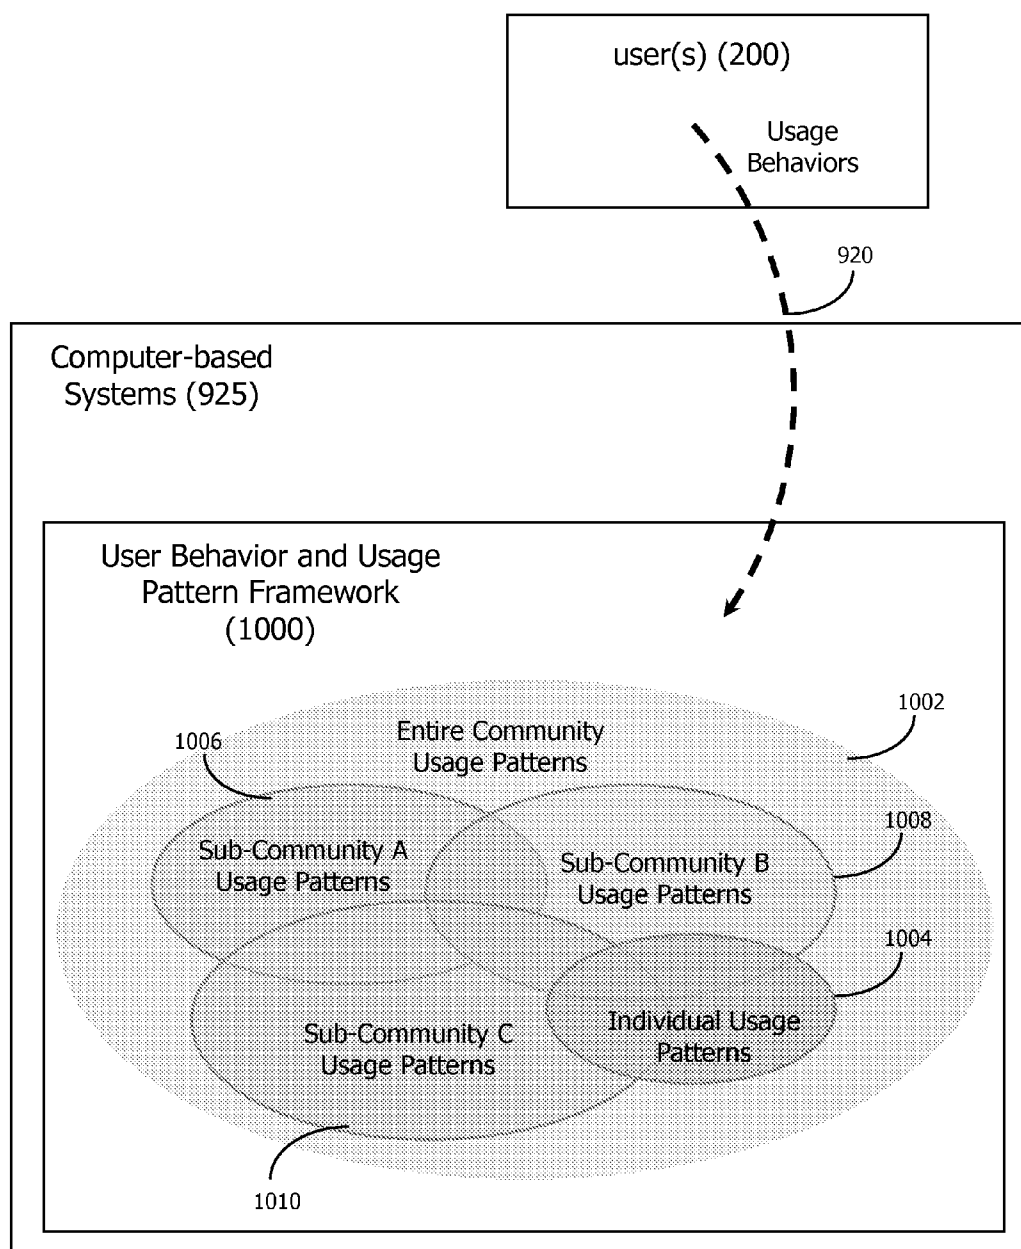 user(s) (200)
Usage
Behaviors
920
Computer-based
Systems (925)
User Behavior and Usage
Pattern Framework
(1000)
1002
Entire Community
Usage Patterns
1006
1008
Sub-Community A
Usage Patterns
Sub-Community B
Usage Patterns
1004
Individual Usage
Patterns
Sub-Community C
Usage Patterns
1010